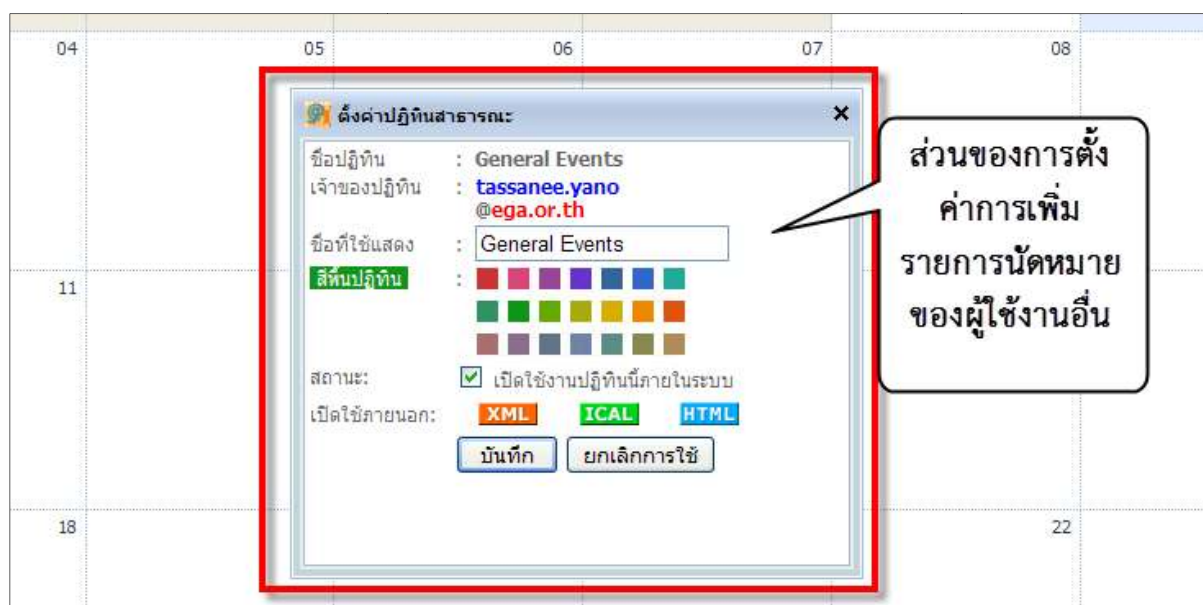 04 05 06 07 08
ตั้งค่าปฏิทินสาธารณะ ×
ชื่อปฏิทิน : General Events
เจ้าของปฏิทิน : tassanee.yano
@ega.or.th
ชื่อที่ใช้แสดง : General Events
สีพื้นปฏิทิน :
สถานะ: เปิดใช้งานปฏิทินนี้ภายในระบบ
เปิดใช้ภายนอก: XML ICAL HTML
บันทึก ยกเลิกการใช้
ส่วนของการตั้ง
ค่าการเพิ่ม
รายการนัดหมาย
ของผู้ใช้งานอื่น
11
18 22